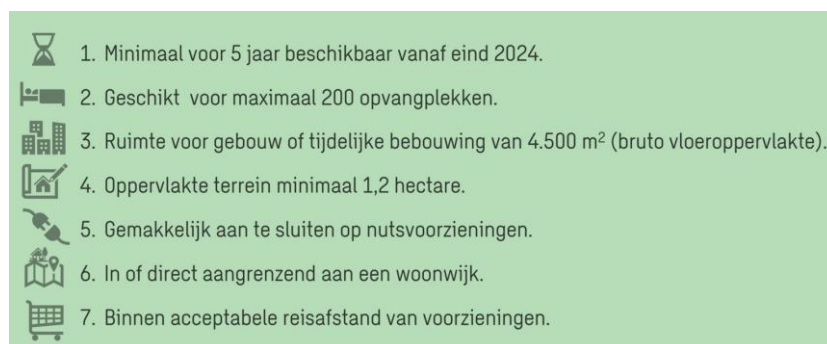 1. Minimaal voor 5 jaar beschikbaar vanaf eind 2024.
2. Geschikt voor maximaal 200 opvangplekken.
3. Ruimte voor gebouw of tijdelijke bebouwing van 4.500 m² (bruto vloeroppervlakte).
4. Oppervlakte terrein minimaal 1,2 hectare.
5. Gemakkelijk aan te sluiten op nutsvoorzieningen.
6. In of direct aangrenzend aan een woonwijk.
7. Binnen acceptabele reisafstand van voorzieningen.